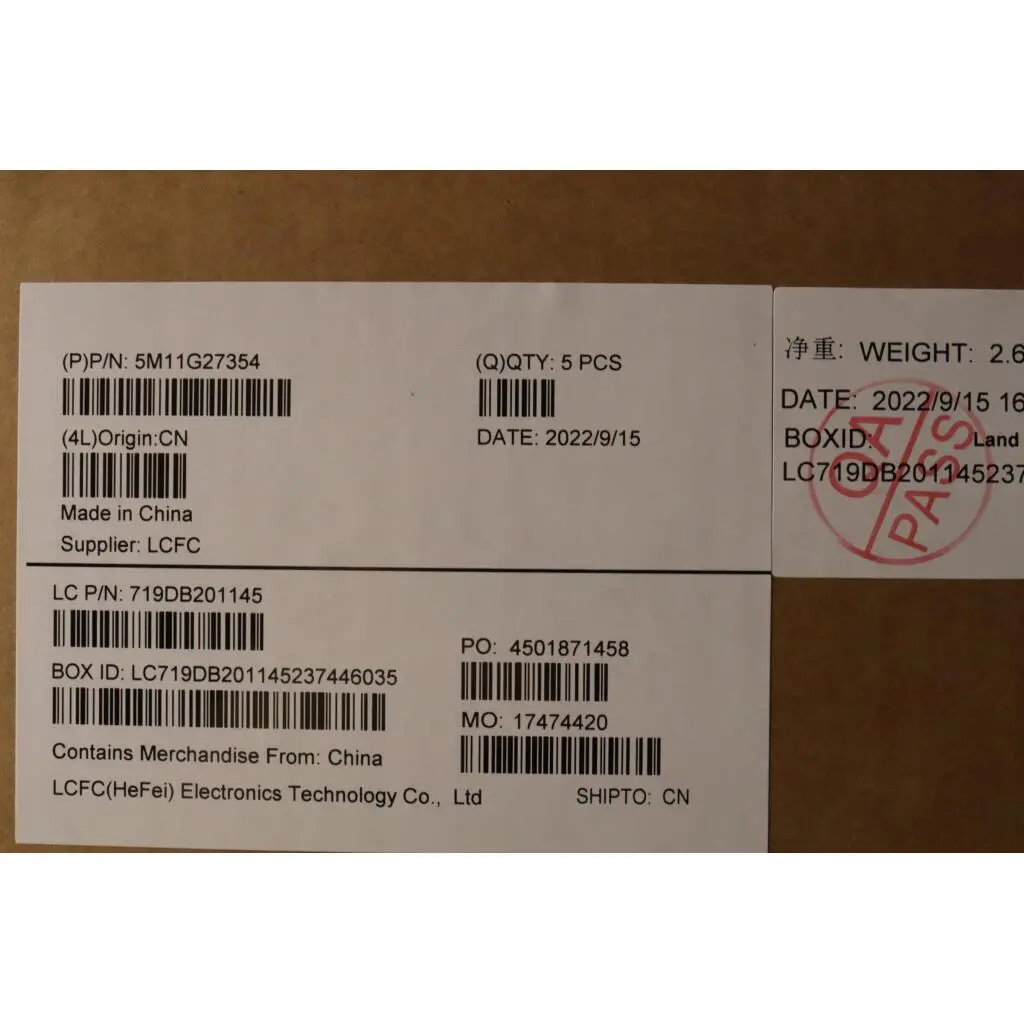 (P)P/N: 5M11G27354
(Q)QTY: 5 PCS
(4L)Origin:CN
DATE: 2022/9/15
Made in China
Supplier: LCFC
LC P/N: 719DB201145
PO: 4501871458
BOX ID: LC719DB201145237446035
MO: 17474420
Contains Merchandise From: China
LCFC(HeFei) Electronics Technology Co., Ltd
SHIPTO: CN
净重: WEIGHT: 2.6
DATE: 2022/9/15 16
BOXID: Land
LC719DB201145237
QA
PASS